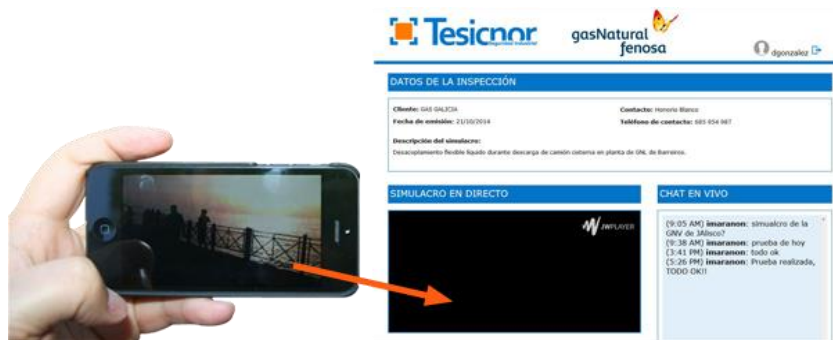 Tesicnor
Seguridad Industrial
gasNatural
fenosa
dgonzalez
DATOS DE LA INSPECCIÓN
Cliente: GAS GALICIA
Contacto: Honorio Blanco
Fecha de emisión: 21/10/2014
Teléfono de contacto: 685 954 987
Descripción del simulacro:
Desacoplamiento flexible líquido durante descarga de camión cisterna en planta de GNL de Barreiros.
SIMULACRO EN DIRECTO
JWPLAYER
CHAT EN VIVO
(9:05 AM) imaranon: simualcro de la
GNV de JAlisco?
(9:38 AM) imaranon: prueba de hoy
(3:41 PM) imaranon: todo ok
(5:26 PM) imaranon: Prueba realizada,
TODO OK!!